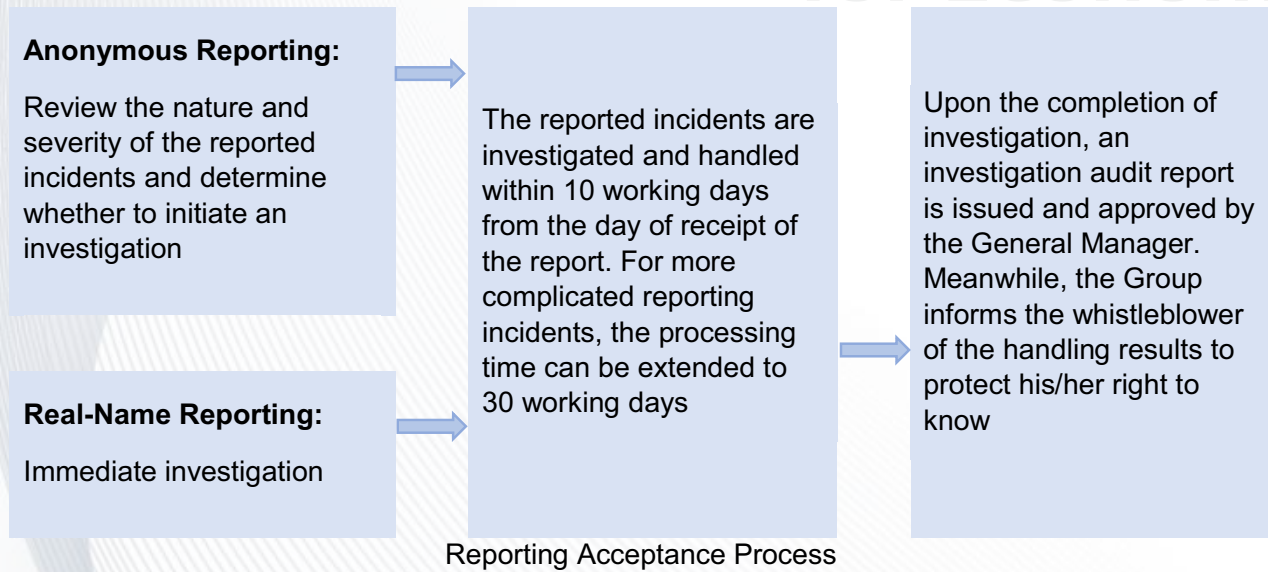 Anonymous Reporting:
Review the nature and
severity of the reported
incidents and determine
whether to initiate an
investigation
Real-Name Reporting:
Immediate investigation
The reported incidents are
investigated and handled
within 10 working days
from the day of receipt of
the report. For more
complicated reporting
incidents, the processing
time can be extended to
30 working days
Upon the completion of
investigation, an
investigation audit report
is issued and approved by
the General Manager.
Meanwhile, the Group
informs the whistleblower
of the handling results to
protect his/her right to
know
Reporting Acceptance Process